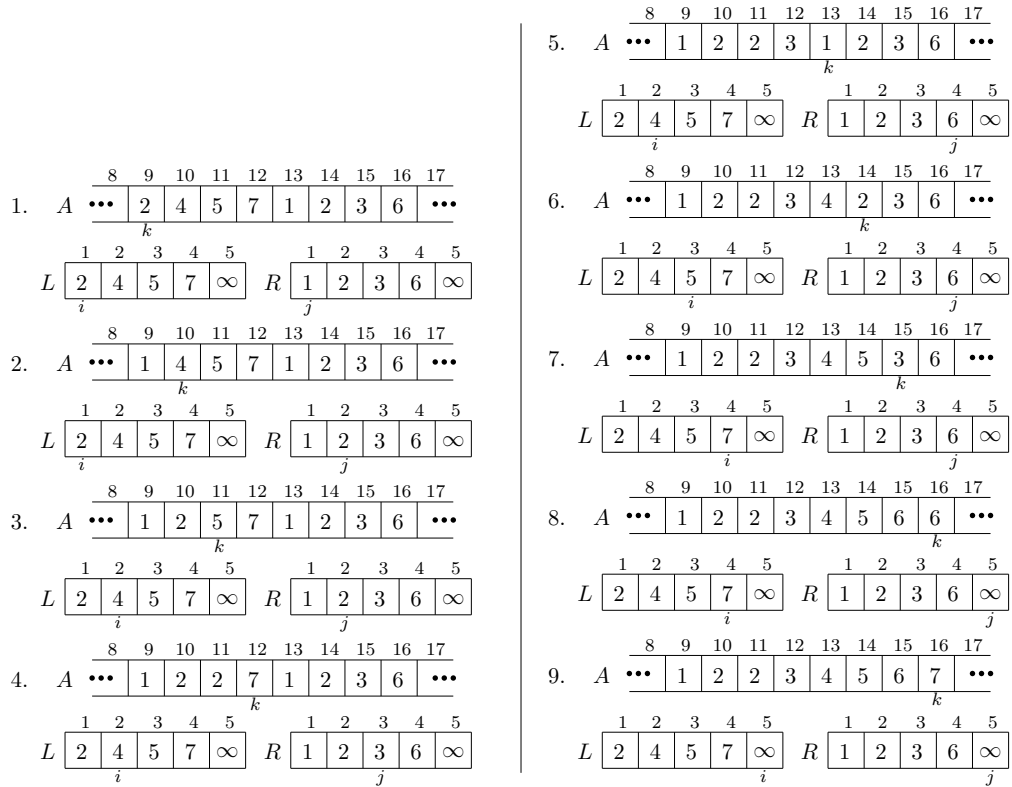 8 9 10 11 12 13 14 15 16 17
1. A ••• 2 4 5 7 1 2 3 6 •••
k
1 2 3 4 5 1 2 3 4 5
L 2 4 5 7 ∞ R 1 2 3 6 ∞
i j
8 9 10 11 12 13 14 15 16 17
2. A ••• 1 4 5 7 1 2 3 6 •••
k
1 2 3 4 5 1 2 3 4 5
L 2 4 5 7 ∞ R 1 2 3 6 ∞
i j
8 9 10 11 12 13 14 15 16 17
3. A ••• 1 2 5 7 1 2 3 6 •••
k
1 2 3 4 5 1 2 3 4 5
L 2 4 5 7 ∞ R 1 2 3 6 ∞
i j
8 9 10 11 12 13 14 15 16 17
4. A ••• 1 2 2 7 1 2 3 6 •••
k
1 2 3 4 5 1 2 3 4 5
L 2 4 5 7 ∞ R 1 2 3 6 ∞
i j
8 9 10 11 12 13 14 15 16 17
5. A ••• 1 2 2 3 1 2 3 6 •••
k
1 2 3 4 5 1 2 3 4 5
L 2 4 5 7 ∞ R 1 2 3 6 ∞
i j
8 9 10 11 12 13 14 15 16 17
6. A ••• 1 2 2 3 4 2 3 6 •••
k
1 2 3 4 5 1 2 3 4 5
L 2 4 5 7 ∞ R 1 2 3 6 ∞
i j
8 9 10 11 12 13 14 15 16 17
7. A ••• 1 2 2 3 4 5 3 6 •••
k
1 2 3 4 5 1 2 3 4 5
L 2 4 5 7 ∞ R 1 2 3 6 ∞
i j
8 9 10 11 12 13 14 15 16 17
8. A ••• 1 2 2 3 4 5 6 6 •••
k
1 2 3 4 5 1 2 3 4 5
L 2 4 5 7 ∞ R 1 2 3 6 ∞
i j
8 9 10 11 12 13 14 15 16 17
9. A ••• 1 2 2 3 4 5 6 7 •••
k
1 2 3 4 5 1 2 3 4 5
L 2 4 5 7 ∞ R 1 2 3 6 ∞
i j